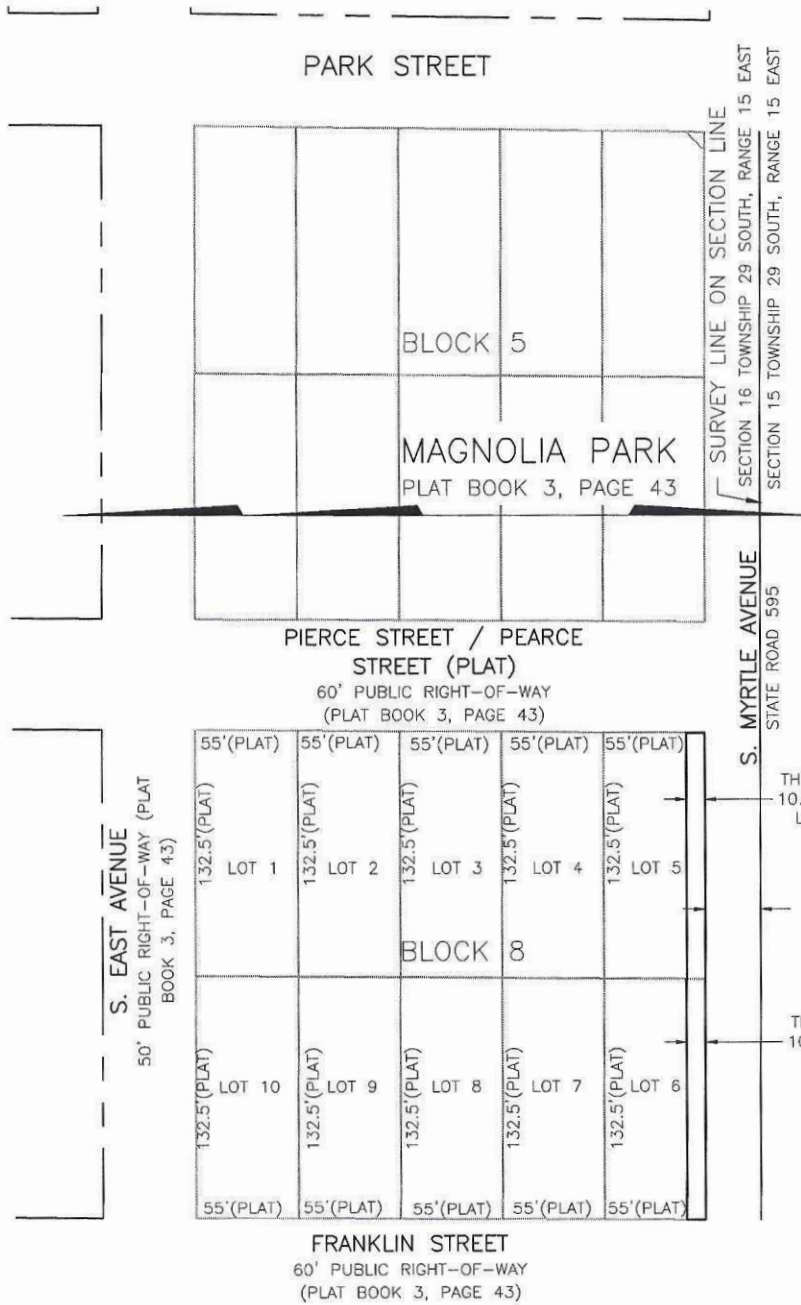 PARK STREET
SURVEY LINE ON SECTION LINE
SECTION 16 TOWNSHIP 29 SOUTH, RANGE 15 EAST
SECTION 15 TOWNSHIP 29 SOUTH, RANGE 15 EAST
BLOCK 5
MAGNOLIA PARK
PLAT BOOK 3, PAGE 43
S. MYRTLE AVENUE
STATE ROAD 595
PIERCE STREET / PEARCE
STREET (PLAT)
60' PUBLIC RIGHT-OF-WAY
(PLAT BOOK 3, PAGE 43)
S. EAST AVENUE
50' PUBLIC RIGHT-OF-WAY (PLAT
BOOK 3, PAGE 43)
55'(PLAT) 55'(PLAT) 55'(PLAT) 55'(PLAT) 55'(PLAT)
132.5'(PLAT) 132.5'(PLAT) 132.5'(PLAT) 132.5'(PLAT) 132.5'(PLAT)
LOT 1 LOT 2 LOT 3 LOT 4 LOT 5
TH
10.
L
BLOCK 8
132.5'(PLAT) 132.5'(PLAT) 132.5'(PLAT) 132.5'(PLAT) 132.5'(PLAT)
LOT 10 LOT 9 LOT 8 LOT 7 LOT 6
10
55'(PLAT) 55'(PLAT) 55'(PLAT) 55'(PLAT) 55'(PLAT)
FRANKLIN STREET
60' PUBLIC RIGHT-OF-WAY
(PLAT BOOK 3, PAGE 43)